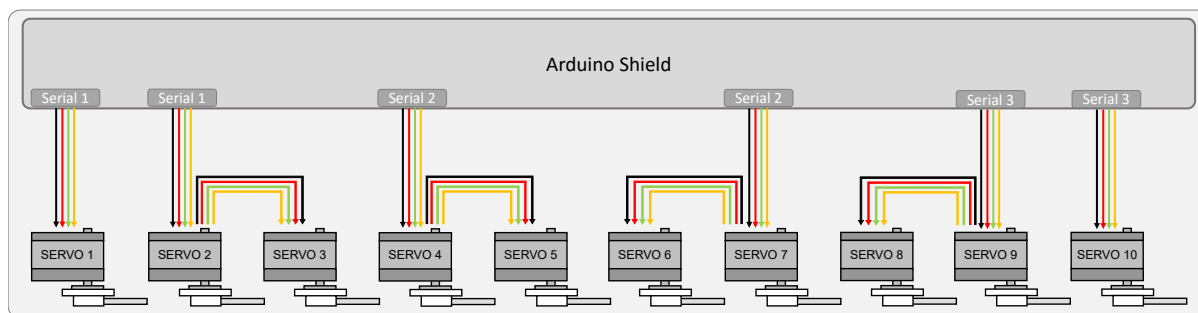 Arduino Shield
Serial 1
Serial 1
Serial 2
Serial 2
Serial 3
Serial 3
SERVO 1
SERVO 2
SERVO 3
SERVO 4
SERVO 5
SERVO 6
SERVO 7
SERVO 8
SERVO 9
SERVO 10